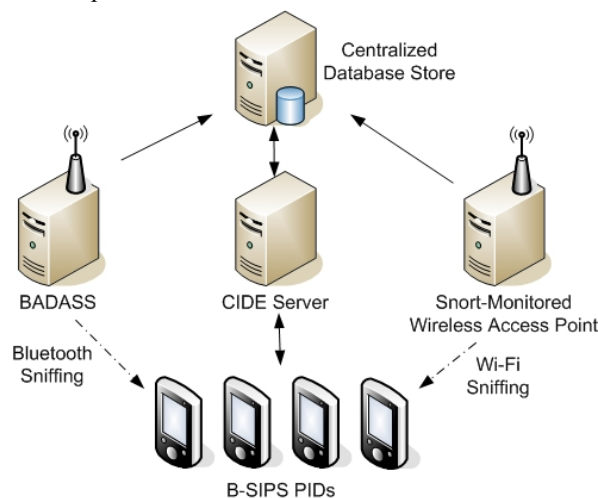 Centralized
Database Store
BADASS
CIDE Server
Snort-Monitored
Wireless Access Point
Bluetooth
Sniffing
Wi-Fi
Sniffing
B-SIPS PIDs